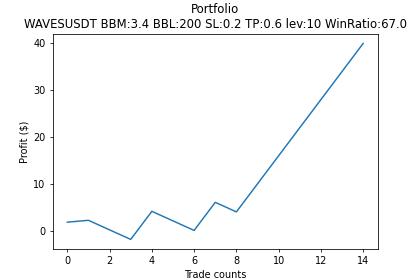 Portfolio
WAVESUSDT BBM:3.4 BBL:200 SL:0.2 TP:0.6 lev:10 WinRatio:67.0
40
30
20
10
0
Profit ($)
0 2 4 6 8 10 12 14
Trade counts